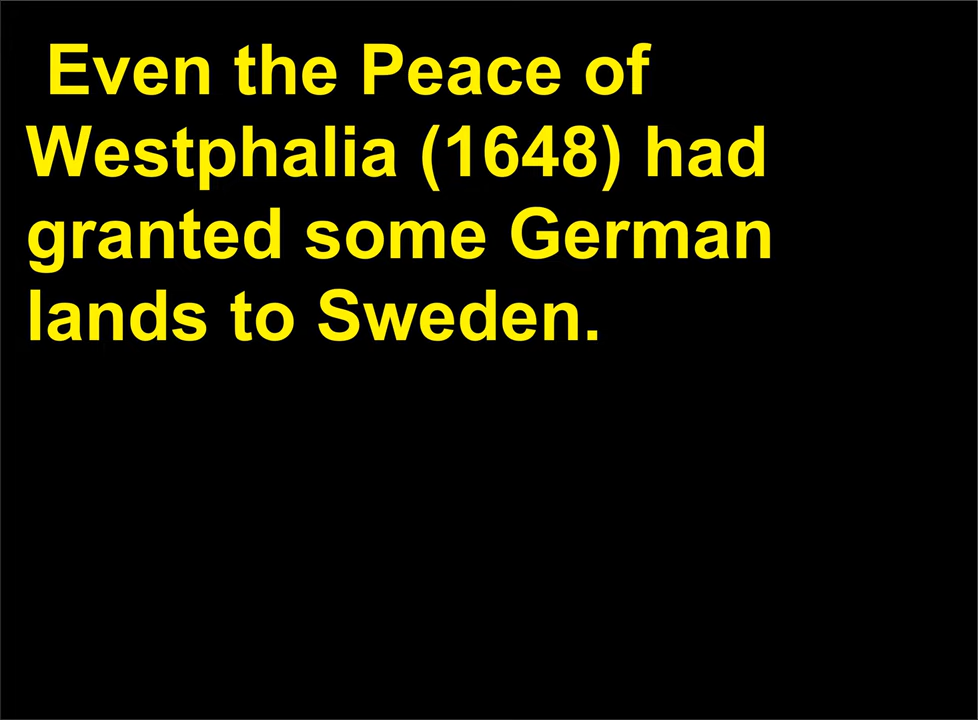 Even the Peace of
Westphalia (1648) had
granted some German
lands to Sweden.